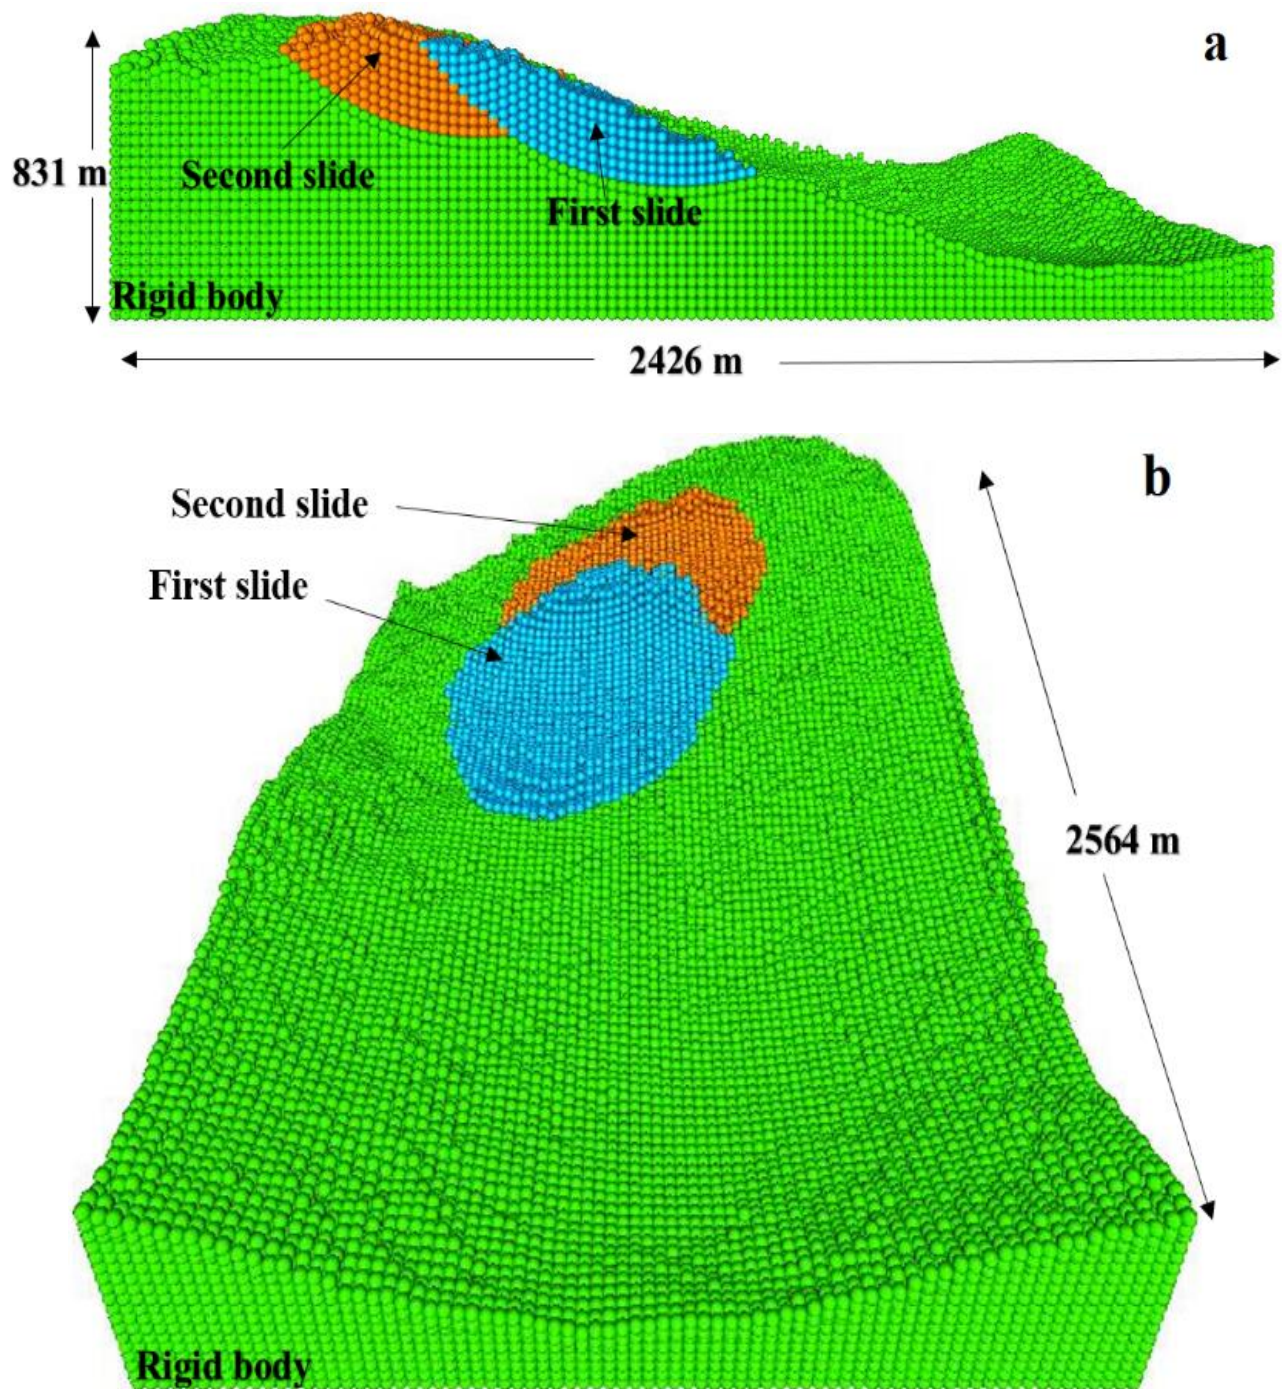 a
831 m
Second slide
First slide
Rigid body
2426 m
b
Second slide
First slide
2564 m
Rigid body